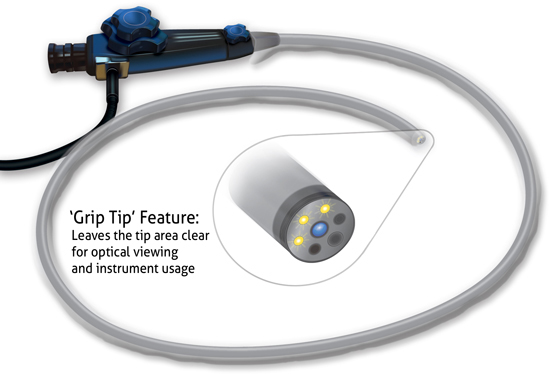 ‘Grip Tip’ Feature:
Leaves the tip area clear
for optical viewing
and instrument usage